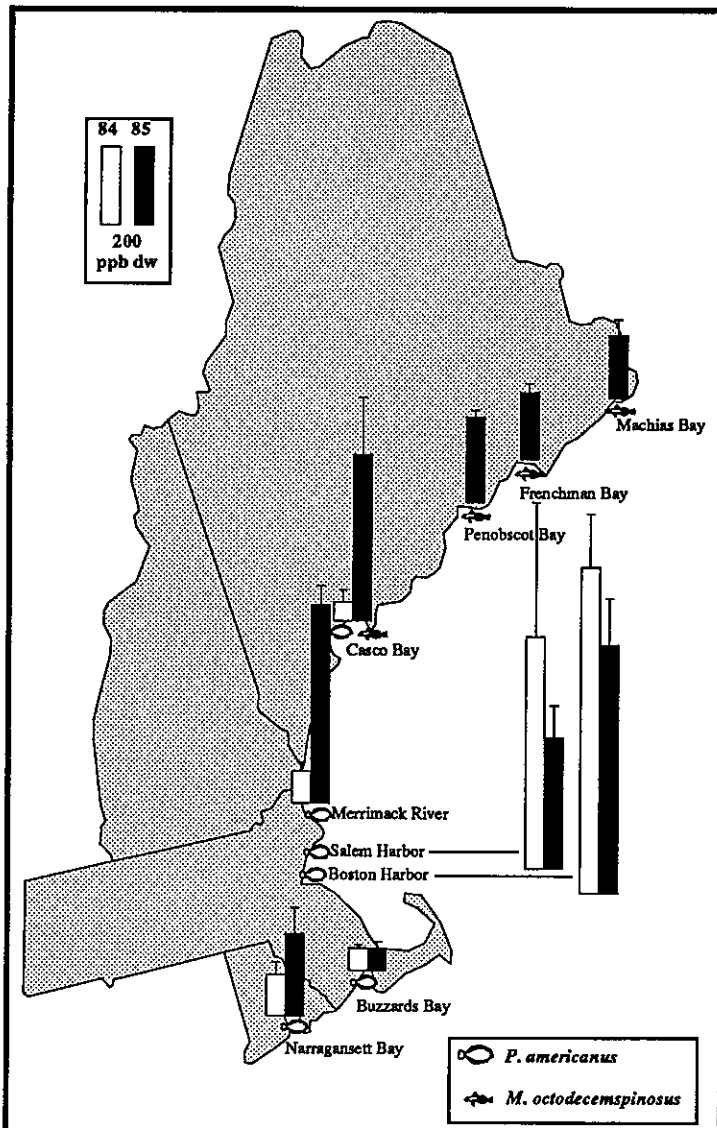 84 85
200
ppb dw
Machias Bay
Frenchman Bay
Penobscot Bay
Casco Bay
Merrimack River
Salem Harbor
Boston Harbor
Buzzards Bay
Narragansett Bay
P. americanus
M. octodecemspinosus